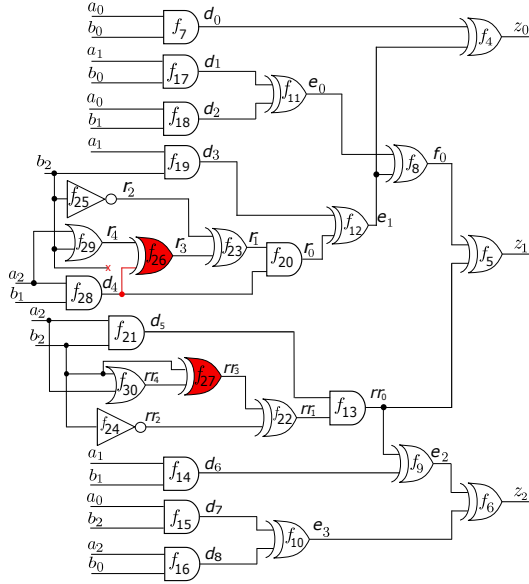 a₀ f₇ d₀ f₄ z₀
b₀
a₁ f₁₇ d₁ f₁₁ e₀
b₀
a₀ f₁₈ d₂
b₁
a₁ f₁₉ d₃ f₈ f₀
b₂
f₂₅ r₂
f₂₉ r₄ f₂₆ r₃ f₂₃ r₁ f₂₀ r₀ f₁₂ e₁ f₅ z₁
x
a₂ f₂₈ d₄
b₁
a₂ f₂₁ d₅
b₂
f₃₀ rr₄ f₂₇ rr₃
f₂₄ rr₂ f₂₂ rr₁ f₁₃ rr₀
a₁ f₁₄ d₆ f₉ e₂
b₁
a₀ f₁₅ d₇ f₆ z₂
b₂
f₁₀ e₃
a₂ f₁₆ d₈
b₀